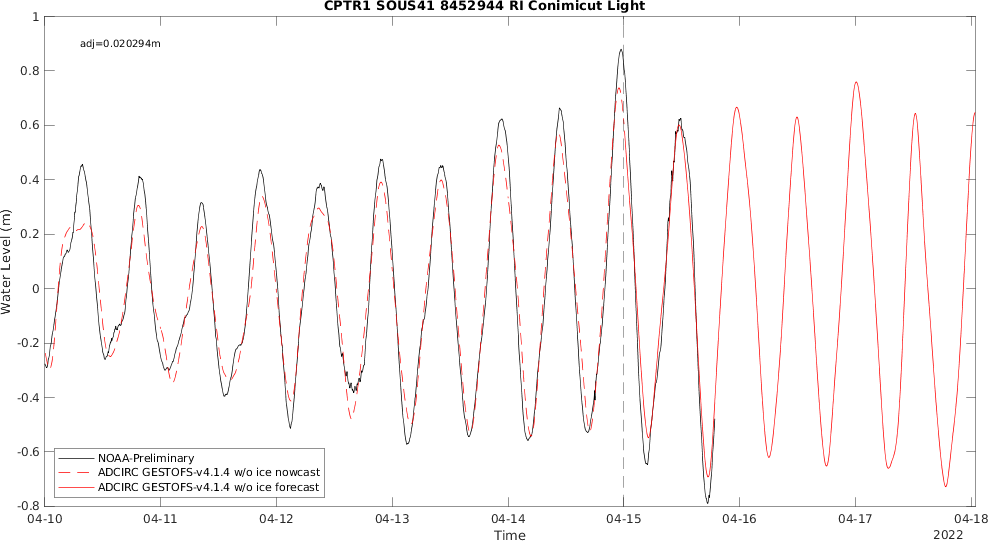 CPTR1 SOUS41 8452944 RI Conimicut Light
adj=0.020294m
Water Level (m)
1
0.8
0.6
0.4
0.2
0
-0.2
-0.4
-0.6
-0.8
NOAA-Preliminary
ADCIRC GESTOFS-v4.1.4 w/o ice nowcast
ADCIRC GESTOFS-v4.1.4 w/o ice forecast
04-10 04-11 04-12 04-13 04-14 04-15 04-16 04-17 04-18
Time
2022